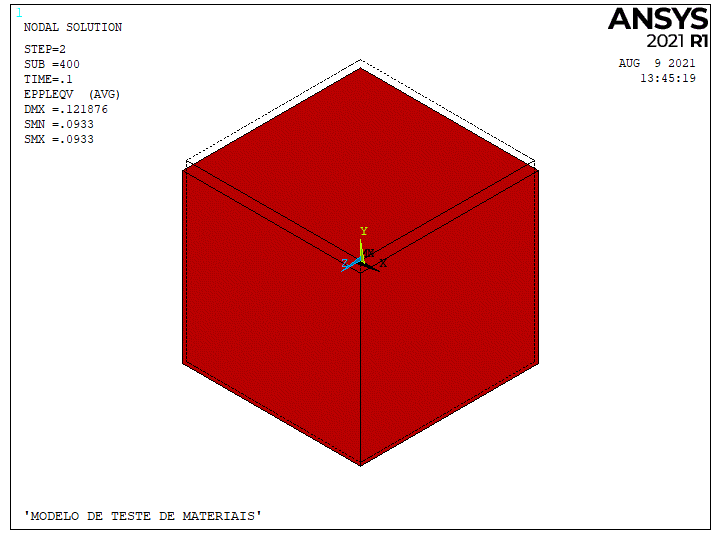 1
NODAL SOLUTION
STEP=2
SUB =400
TIME=.1
EPPLEQV (AVG)
DMX =.121876
SMN =.0933
SMX =.0933
ANSYS
2021 R1
AUG 9 2021
13:45:19
Y
Z
X
'MODELO DE TESTE DE MATERIAIS'